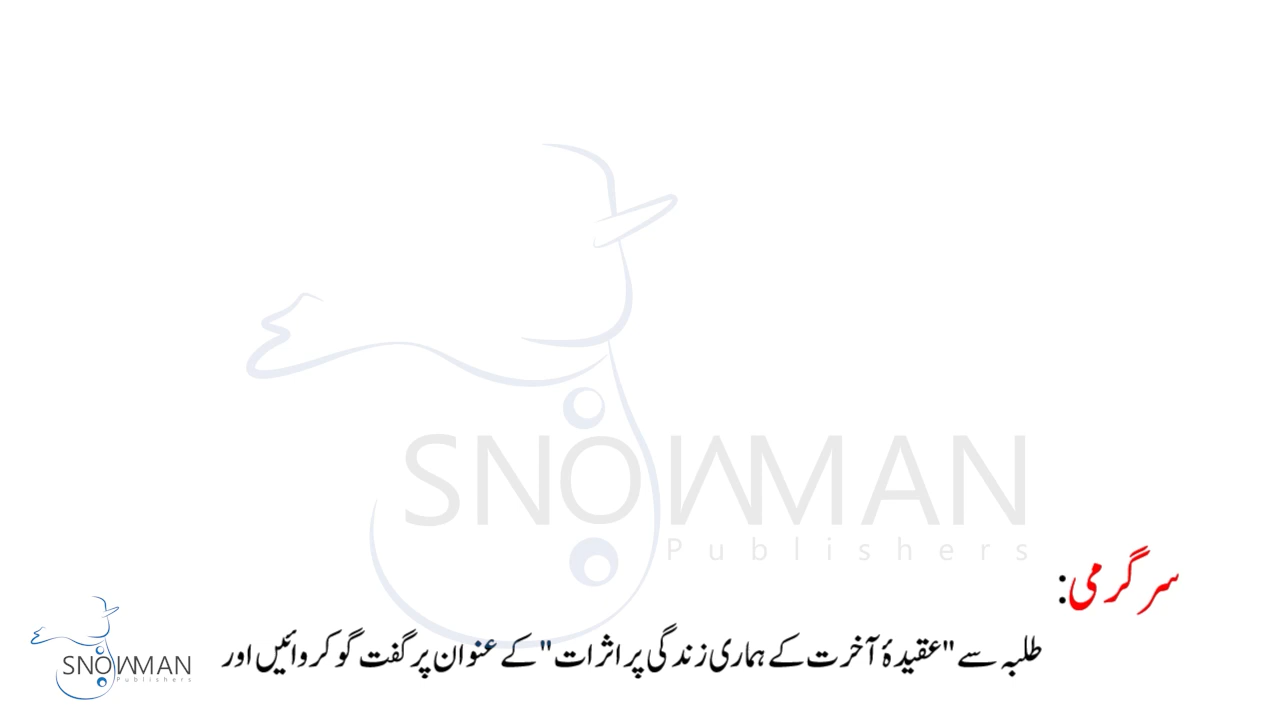 SNOWMAN
Publishers
سرگرمی:
طلبہ سے "عقیدۂ آخرت کے ہماری زندگی پر اثرات" کے عنوان پر گفت گو کروائیں اور
SNOWMAN
Publishers